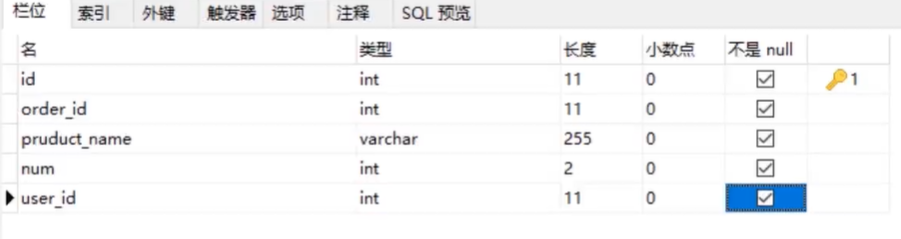 栏位 索引 外键 触发器 选项 注释 SQL 预览
名 类型 长度 小数点 不是 null
id int 11 0 1
order_id int 11 0
pruduct_name varchar 255 0
num int 2 0
user_id int 11 0